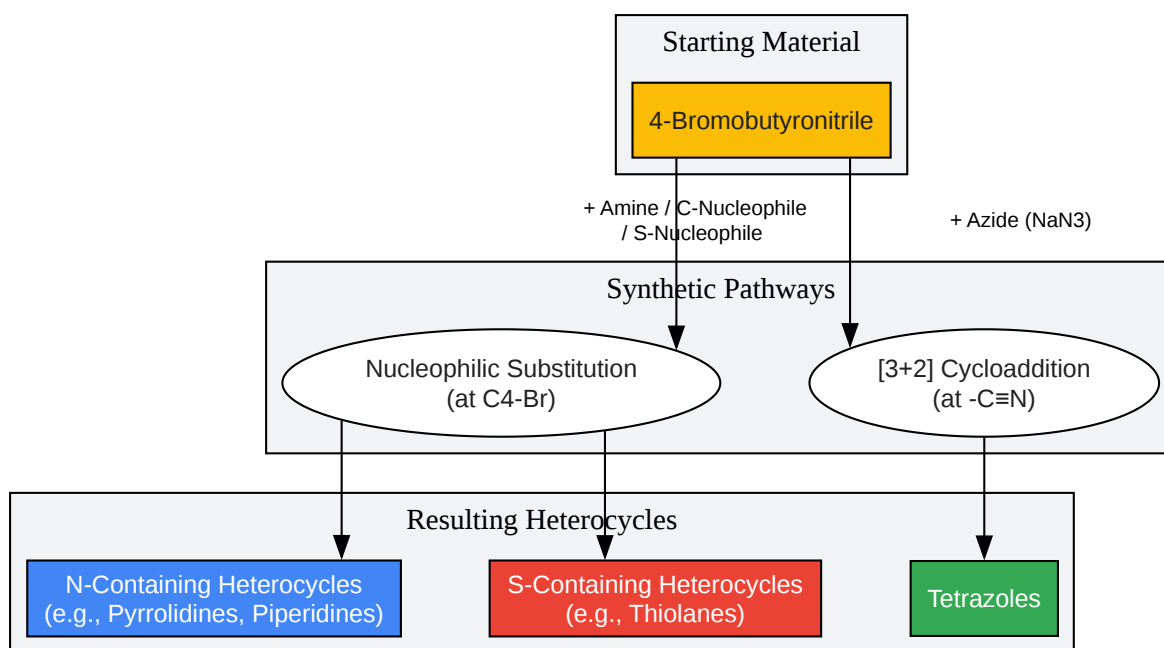 Starting Material
4-Bromobutyronitrile
+ Amine / C-Nucleophile
/ S-Nucleophile
+ Azide (NaN3)
Synthetic Pathways
Nucleophilic Substitution
(at C4-Br)
[3+2] Cycloaddition
(at -C≡N)
Resulting Heterocycles
N-Containing Heterocycles
(e.g., Pyrrolidines, Piperidines)
S-Containing Heterocycles
(e.g., Thiolanes)
Tetrazoles